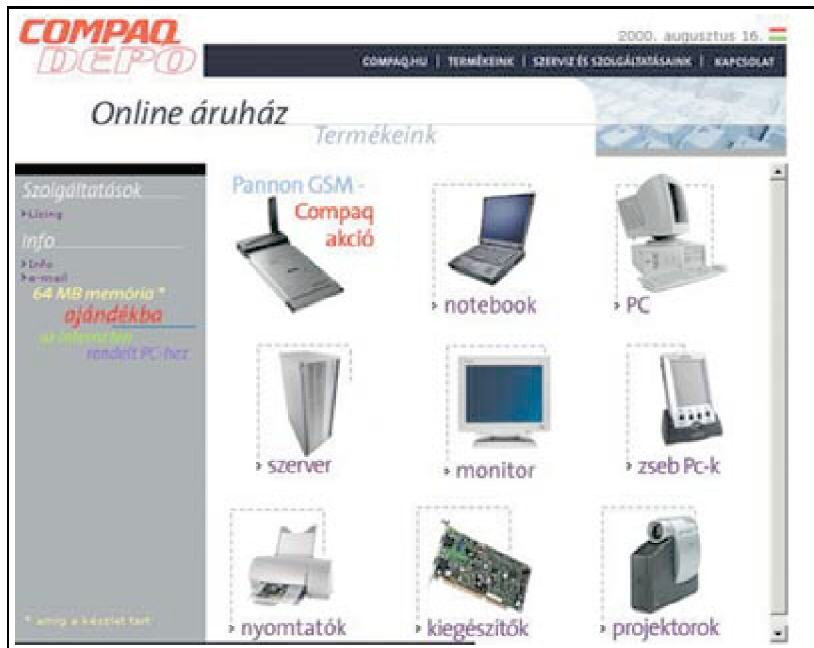 COMPAQ
DEPO
2000. augusztus 16.
COMPAQ.HU | TERMÉKEINK | SZERVIZ ÉS SZOLGÁLTATÁSAINK | KAPCSOLAT
Online áruház
Termékeink
Szolgáltatások
Lízing
Info
Info
e-mail
64 MB memória *
ajándékba
az interneten
rendelt PC-hez
* amíg a készlet tart
Pannon GSM -
Compaq
akció
notebook
PC
szerver
monitor
zseb Pc-k
nyomtatók
kiegészítők
projektorok